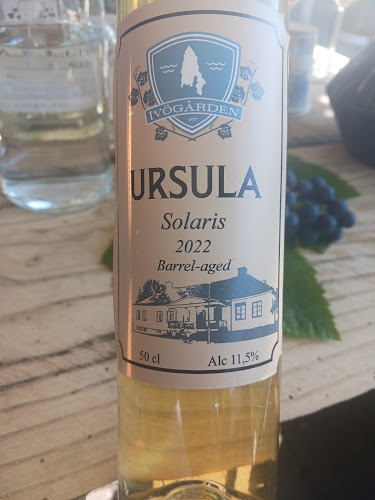 IVÖGÅRDEN
URSULA
Solaris
2022
Barrel-aged
50 cl Alc 11,5%